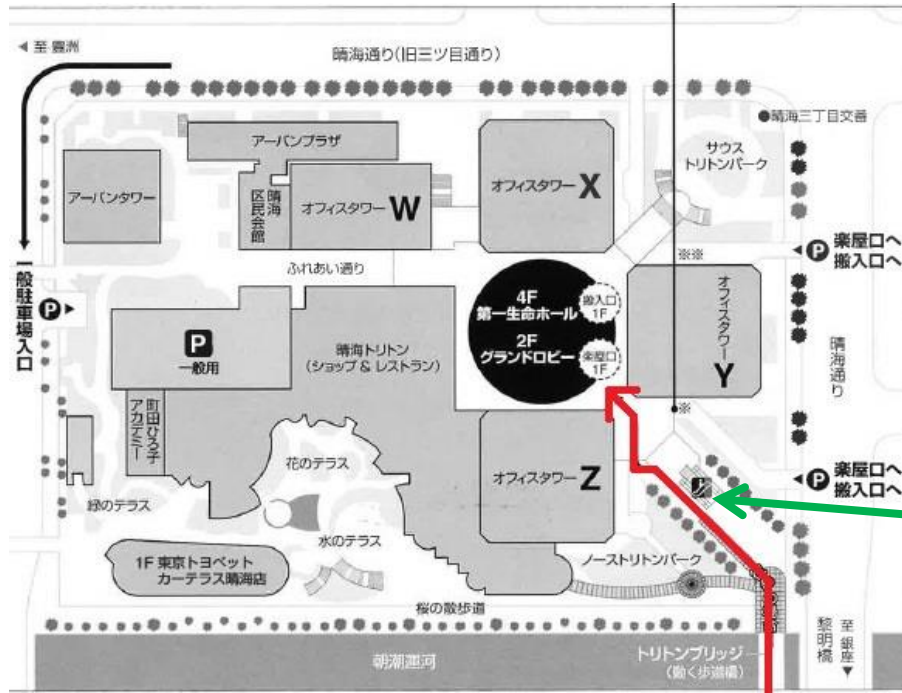 ◀ 至 豊洲
晴海通り(旧三ツ目通り)
●晴海三丁目交番
アーバンプラザ
サウス
トリトンパーク
アーバンタワー
晴海
区民会館
オフィスタワー W
オフィスタワー X
◀ P 楽屋口へ
搬入口へ
※※
ふれあい通り
一般駐車場入口
P ▶
4F
第一生命ホール
搬入口
1F
2F
グランドロビー
楽屋口
1F
オフィスタワー Y
晴海通り
P
一般用
晴海トリトン
(ショップ & レストラン)
※
町田ひろ子
アカデミー
花のテラス
オフィスタワー Z
◀ P 楽屋口へ
搬入口へ
緑のテラス
水のテラス
1F 東京トヨペット
カーテラス晴海店
ノーストリトンパーク
桜の散歩道
朝潮運河
トリトンブリッジ
(動く歩道橋)
黎明橋
至 銀座 ▼